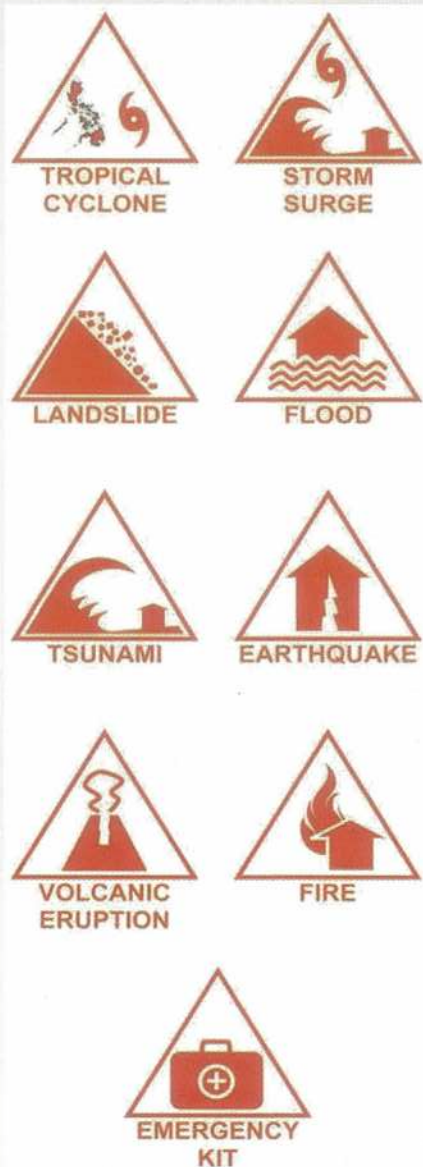 TROPICAL
CYCLONE
STORM
SURGE
LANDSLIDE
FLOOD
TSUNAMI
EARTHQUAKE
VOLCANIC
ERUPTION
FIRE
EMERGENCY
KIT